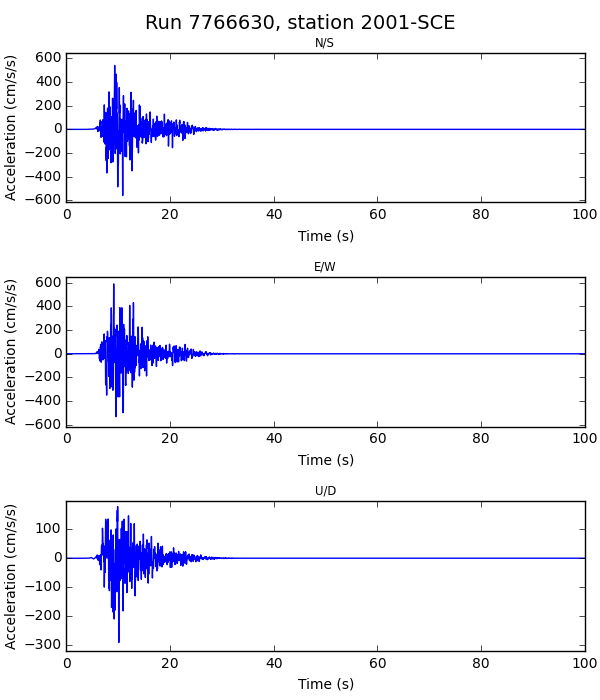 Run 7766630, station 2001-SCE
N/S
600
400
200
0
−200
−400
−600
Acceleration (cm/s/s)
0 20 40 60 80 100
Time (s)
E/W
600
400
200
0
−200
−400
−600
Acceleration (cm/s/s)
0 20 40 60 80 100
Time (s)
U/D
100
0
−100
−200
−300
Acceleration (cm/s/s)
0 20 40 60 80 100
Time (s)